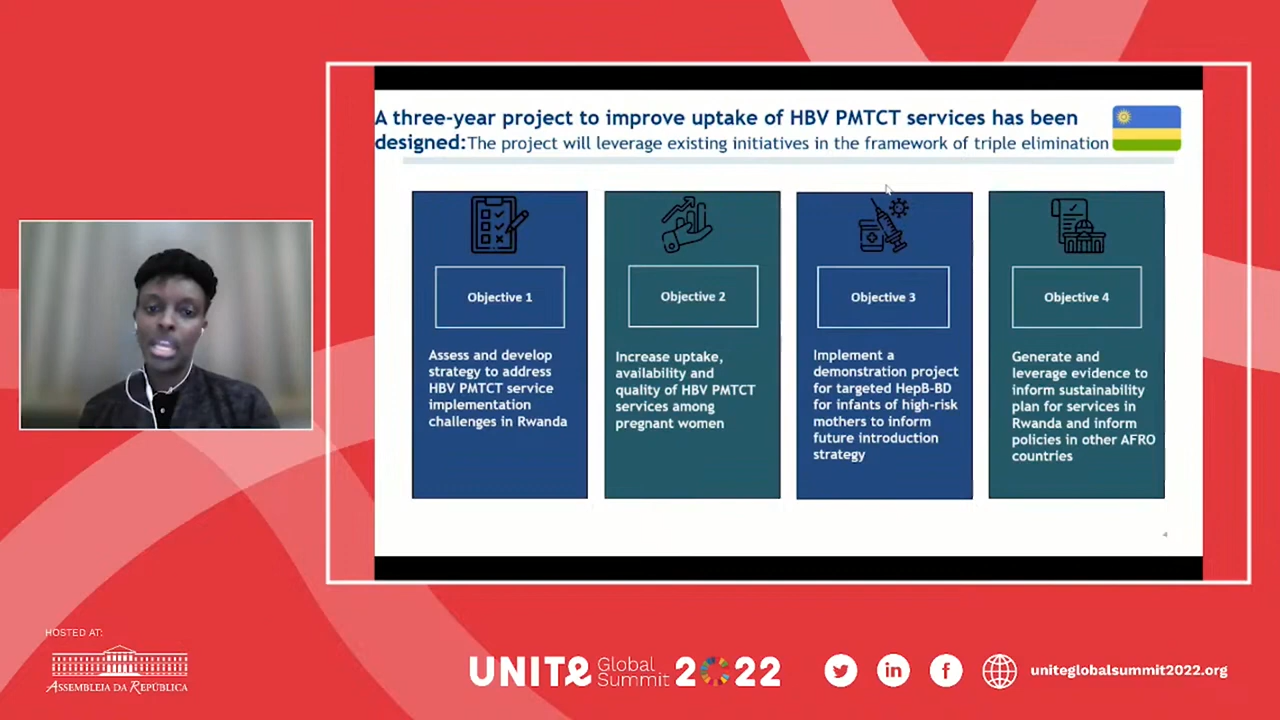 A three-year project to improve uptake of HBV PMTCT services has been
designed:The project will leverage existing initiatives in the framework of triple elimination
Objective 1
Assess and develop
strategy to address
HBV PMTCT service
implementation
challenges in Rwanda
Objective 2
Increase uptake,
availability and
quality of HBV PMTCT
services among
pregnant women
Objective 3
Implement a
demonstration project
for targeted HepB-BD
for infants of high-risk
mothers to inform
future introduction
strategy
Objective 4
Generate and
leverage evidence to
inform sustainability
plan for services in
Rwanda and inform
policies in other AFRO
countries
4
HOSTED AT:
ASSEMBLEIA DA REPÚBLICA
UNITE Global Summit 2022
uniteglobalsummit2022.org